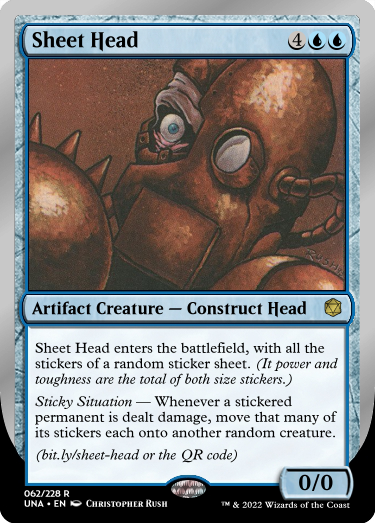 Sheet Head 4
Artifact Creature — Construct Head
Sheet Head enters the battlefield, with all the
stickers of a random sticker sheet. (It power and
toughness are the total of both size stickers.)
Sticky Situation — Whenever a stickered
permanent is dealt damage, move that many of
its stickers each onto another random creature.
(bit.ly/sheet-head or the QR code)
0/0
062/228 R
UNA • EN Christopher Rush
™ & 2022 Wizards of the Coast